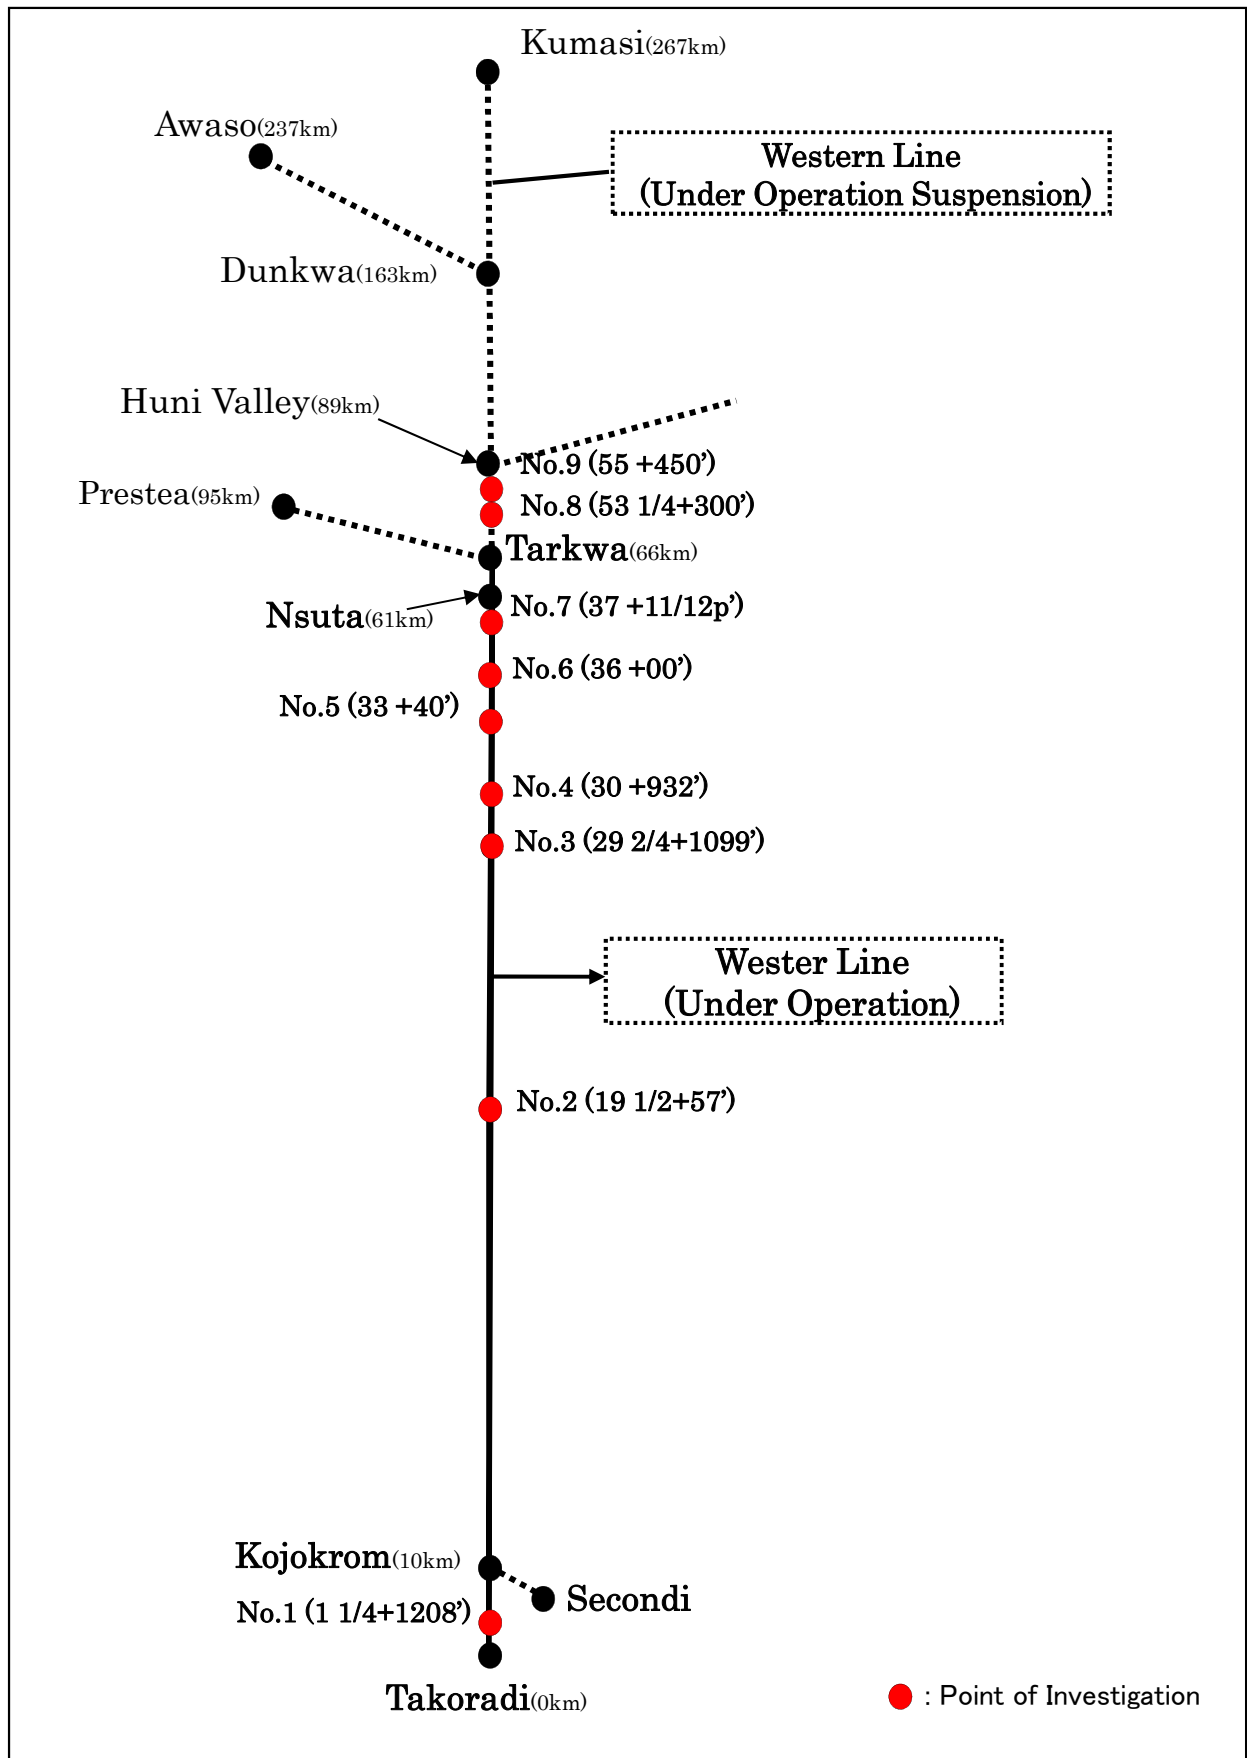 Kumasi(267km)
Awaso(237km)
Western Line
(Under Operation Suspension)
Dunkwa(163km)
Huni Valley(89km)
No.9 (55 +450’)
Prestea(95km)
No.8 (53 1/4+300’)
Tarkwa(66km)
Nsuta(61km)
No.7 (37 +11/12p’)
No.6 (36 +00’)
No.5 (33 +40’)
No.4 (30 +932’)
No.3 (29 2/4+1099’)
Wester Line
(Under Operation)
No.2 (19 1/2+57’)
Kojokrom(10km)
Secondi
No.1 (1 1/4+1208’)
Takoradi(0km)
: Point of Investigation